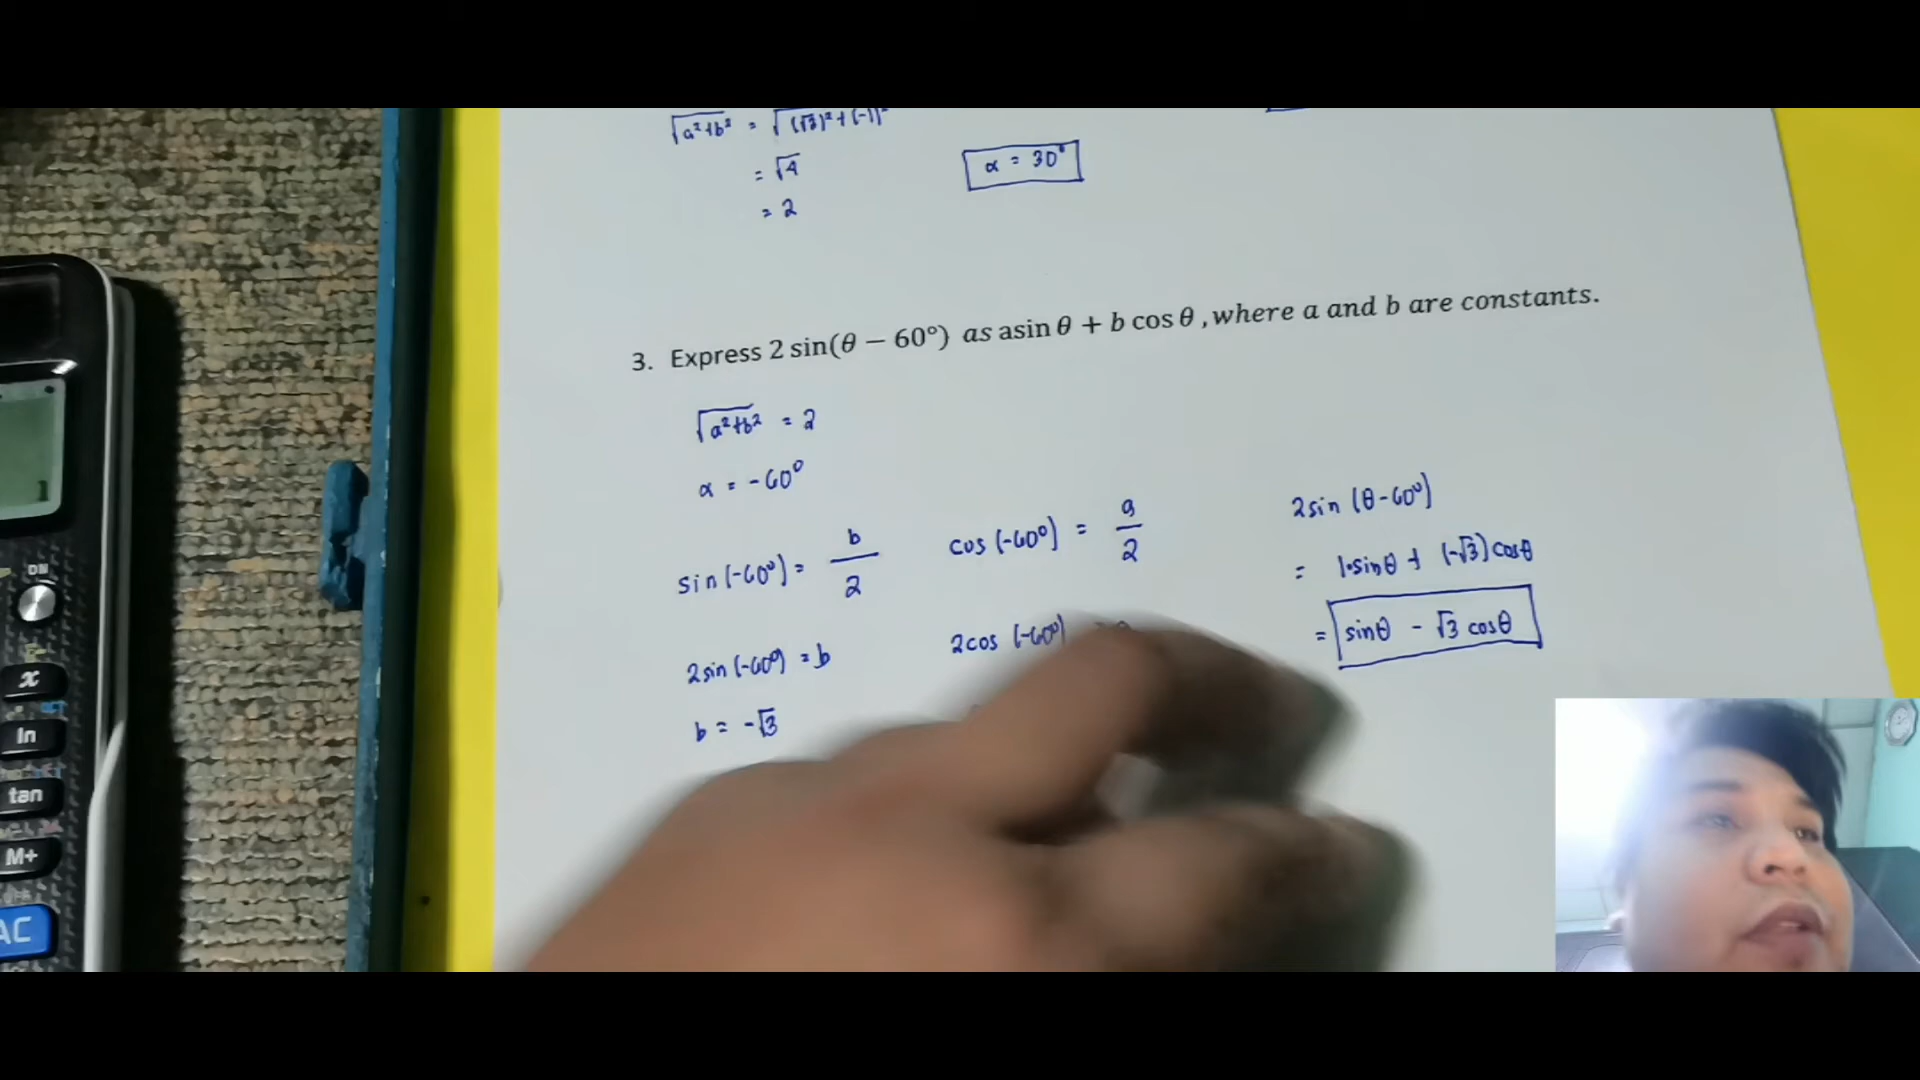 √a²+b² = √(√3)²+(-1)²
= √4
= 2
α = 30°
3. Express 2 sin(θ − 60°) as asin θ + b cos θ , where a and b are constants.
√a²+b² = 2
α = -60°
sin(-60°) = b/2
2sin(-60°) = b
b = -√3
cos(-60°) = a/2
2cos(-60°)
2sin(θ-60°)
= 1•sinθ + (-√3)cosθ
= sinθ - √3 cosθ
ON
x
ln
tan
M+
AC